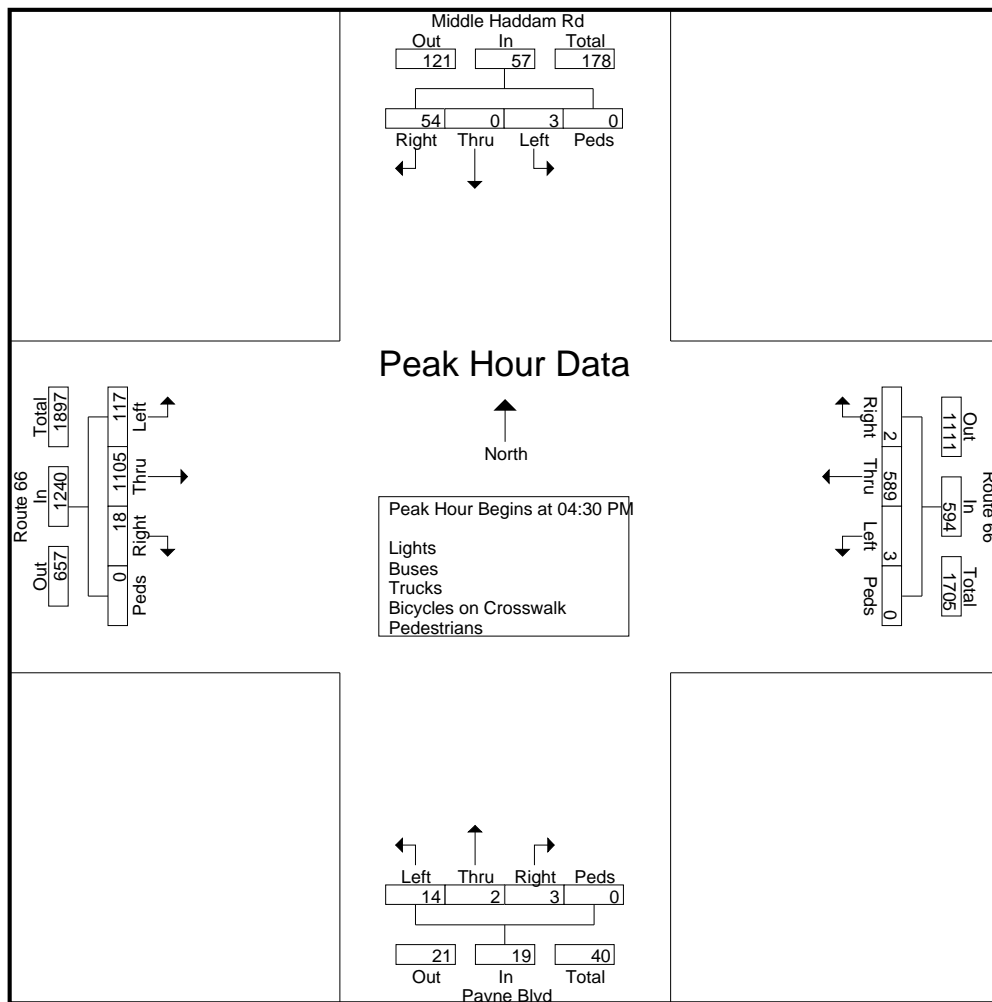 Middle Haddam Rd
Out In Total
121 57 178
54 0 3 0
Right Thru Left Peds
Peak Hour Data
North
Peak Hour Begins at 04:30 PM
Lights
Buses
Trucks
Bicycles on Crosswalk
Pedestrians
Route 66
Out In Total
657 1240 1897
0 18 1105 117
Peds Right Thru Left
Route 66
Out In Total
1111 594 1705
2 589 3 0
Right Thru Left Peds
Left Thru Right Peds
14 2 3 0
21 19 40
Out In Total
Payne Blvd